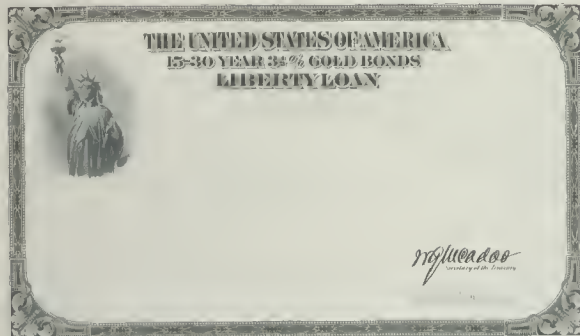 THE UNITED STATES OF AMERICA
15-30 YEAR 3½% GOLD BONDS
LIBERTY LOAN
W G McAdoo
Secretary of the Treasury